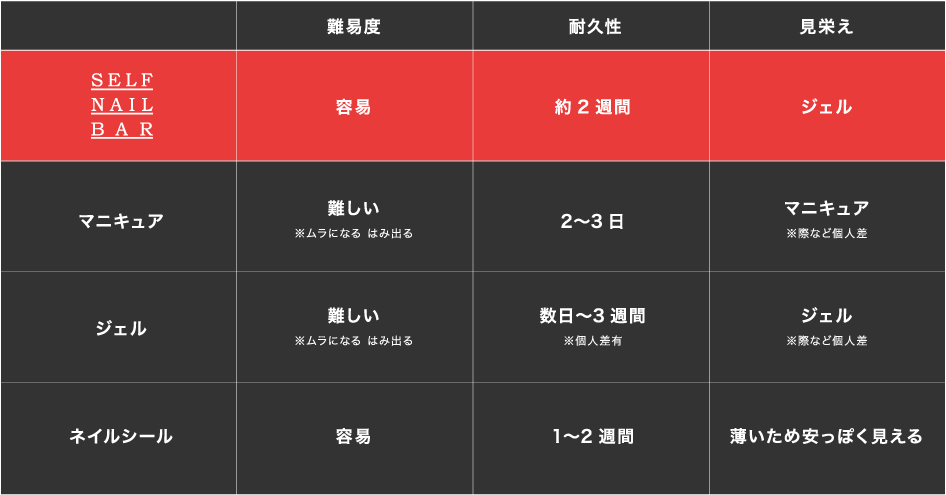 難易度
耐久性
見栄え
SELF
NAIL
BAR
容易
約2週間
ジェル
マニキュア
難しい
※ムラになる はみ出る
2〜3日
マニキュア
※際など個人差
ジェル
難しい
※ムラになる はみ出る
数日〜3週間
※個人差有
ジェル
※際など個人差
ネイルシール
容易
1〜2週間
薄いため安っぽく見える